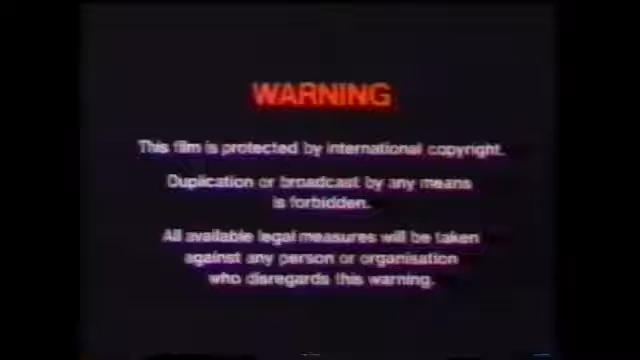 WARNING
This film is protected by international copyright.
Duplication or broadcast by any means
is forbidden.
All available legal measures will be taken
against any person or organisation
who disregards this warning.